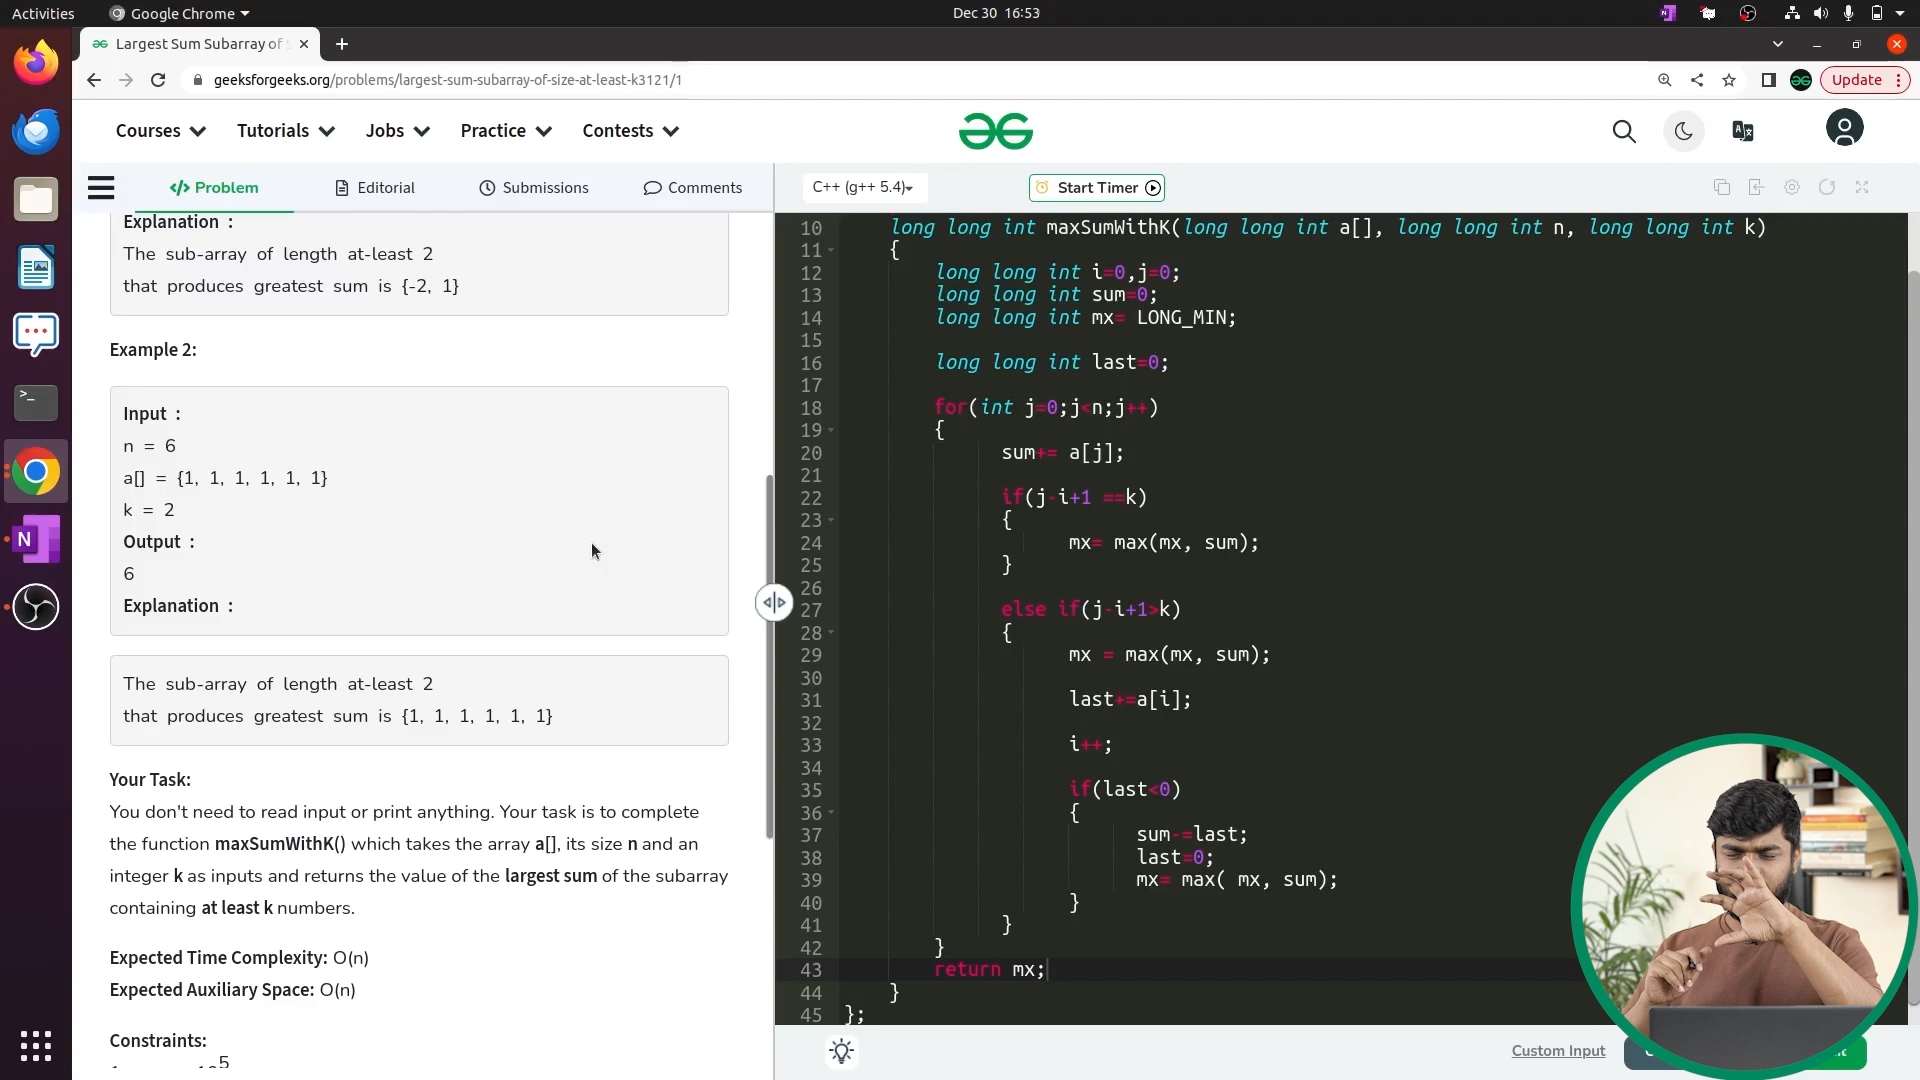 Activities
Google Chrome
Dec 30 16:53
Largest Sum Subarray of
geeksforgeeks.org/problems/largest-sum-subarray-of-size-at-least-k3121/1
Update
Courses
Tutorials
Jobs
Practice
Contests
Problem
Editorial
Submissions
Comments
C++ (g++ 5.4)
Start Timer
Explanation :
The sub-array of length at-least 2
that produces greatest sum is {-2, 1}
Example 2:
Input :
n = 6
a[] = {1, 1, 1, 1, 1, 1}
k = 2
Output :
6
Explanation :
The sub-array of length at-least 2
that produces greatest sum is {1, 1, 1, 1, 1, 1}
Your Task:
You don't need to read input or print anything. Your task is to complete
the function maxSumWithK() which takes the array a[], its size n and an
integer k as inputs and returns the value of the largest sum of the subarray
containing at least k numbers.
Expected Time Complexity: O(n)
Expected Auxiliary Space: O(n)
Constraints:
10 long long int maxSumWithK(long long int a[], long long int n, long long int k)
11 {
12 long long int i=0,j=0;
13 long long int sum=0;
14 long long int mx= LONG_MIN;
15
16 long long int last=0;
17
18 for(int j=0;j<n;j++)
19 {
20 sum+= a[j];
21
22 if(j-i+1 ==k)
23 {
24 mx= max(mx, sum);
25 }
26
27 else if(j-i+1>k)
28 {
29 mx = max(mx, sum);
30
31 last+=a[i];
32
33 i++;
34
35 if(last<0)
36 {
37 sum-=last;
38 last=0;
39 mx= max( mx, sum);
40 }
41 }
42 }
43 return mx;
44 }
45 };
Custom Input